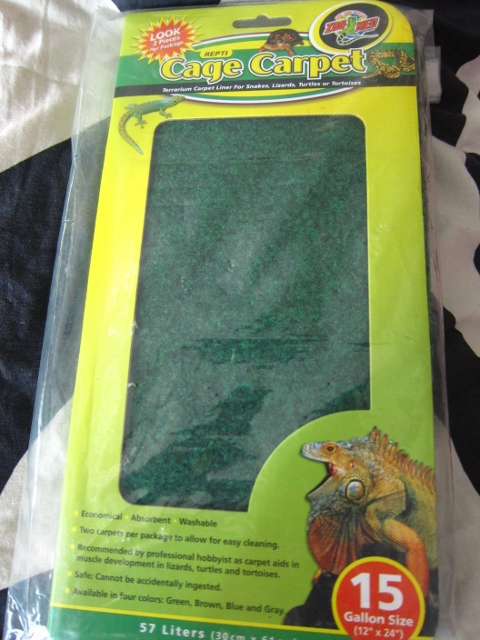 LOOK
2 Pieces
Per Package
ZOO MED
REPTI
Cage Carpet
Terrarium Carpet Liner For Snakes, Lizards, Turtles or Tortoises
Economical Absorbent Washable
Two carpets per package to allow for easy cleaning.
Recommended by professional hobbyist as carpet aids in
muscle development in lizards, turtles and tortoises.
Safe: Cannot be accidentally ingested.
Available in four colors: Green, Brown, Blue and Gray
15
Gallon Size
(12" x 24")
57 Liters (30cm x